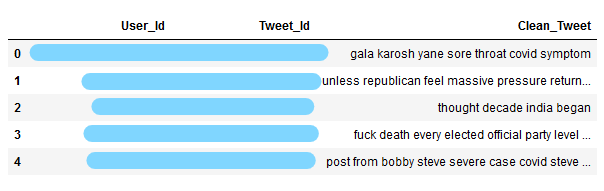 User_Id Tweet_Id Clean_Tweet
0 gala karosh yane sore throat covid symptom
1 unless republican feel massive pressure return...
2 thought decade india began
3 fuck death every elected official party level ...
4 post from bobby steve severe case covid steve ...